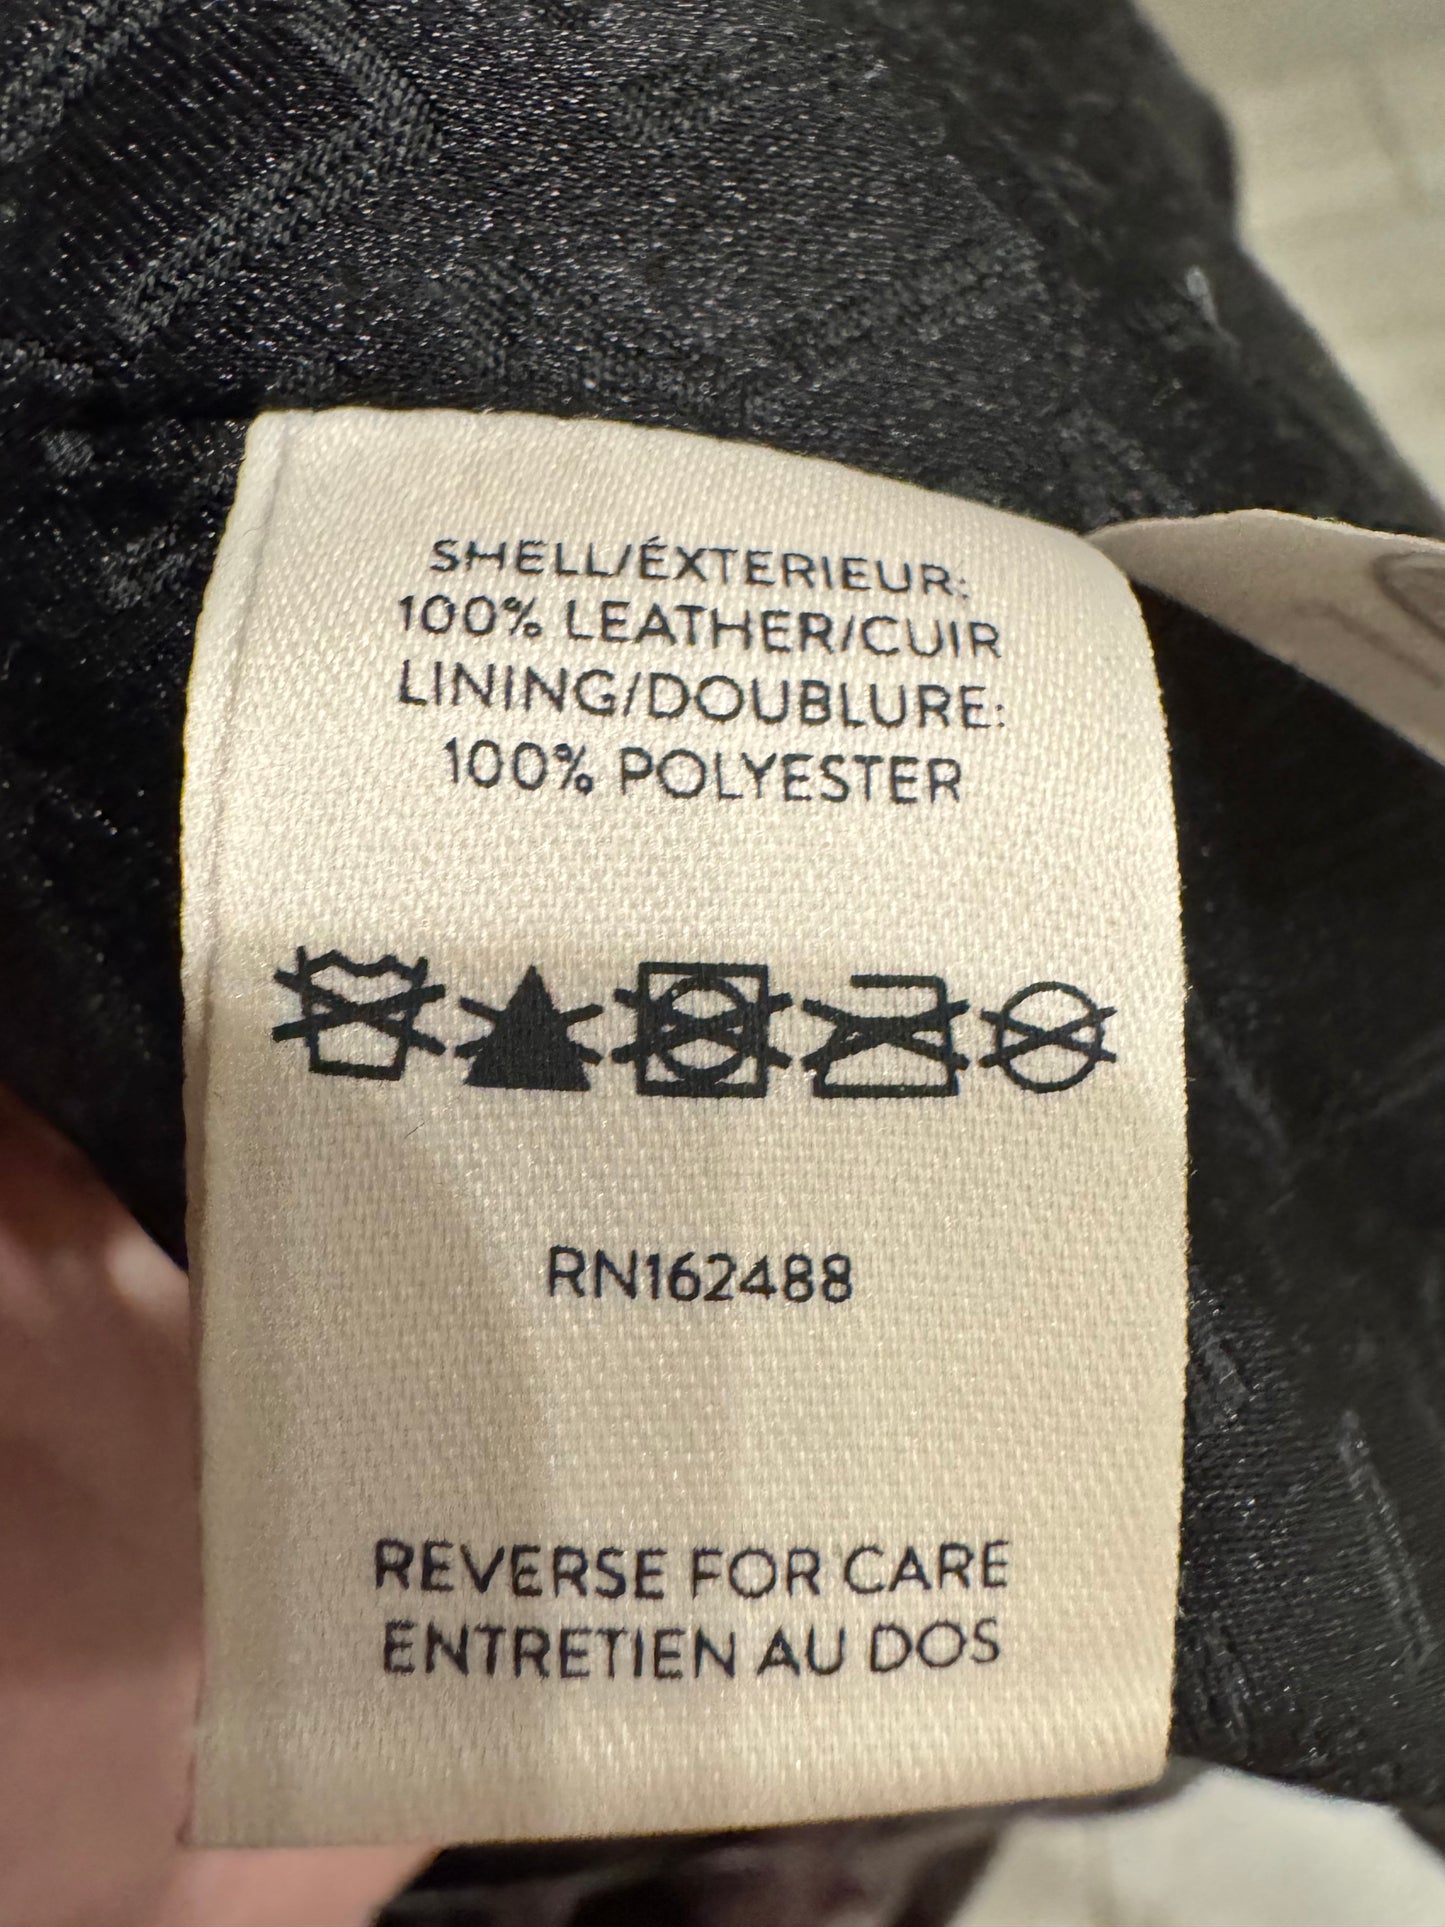 SHELL/ÉXTERIEUR:
100% LEATHER/CUIR
LINING/DOUBLURE:
100% POLYESTER
RN162488
REVERSE FOR CARE
ENTRETIEN AU DOS